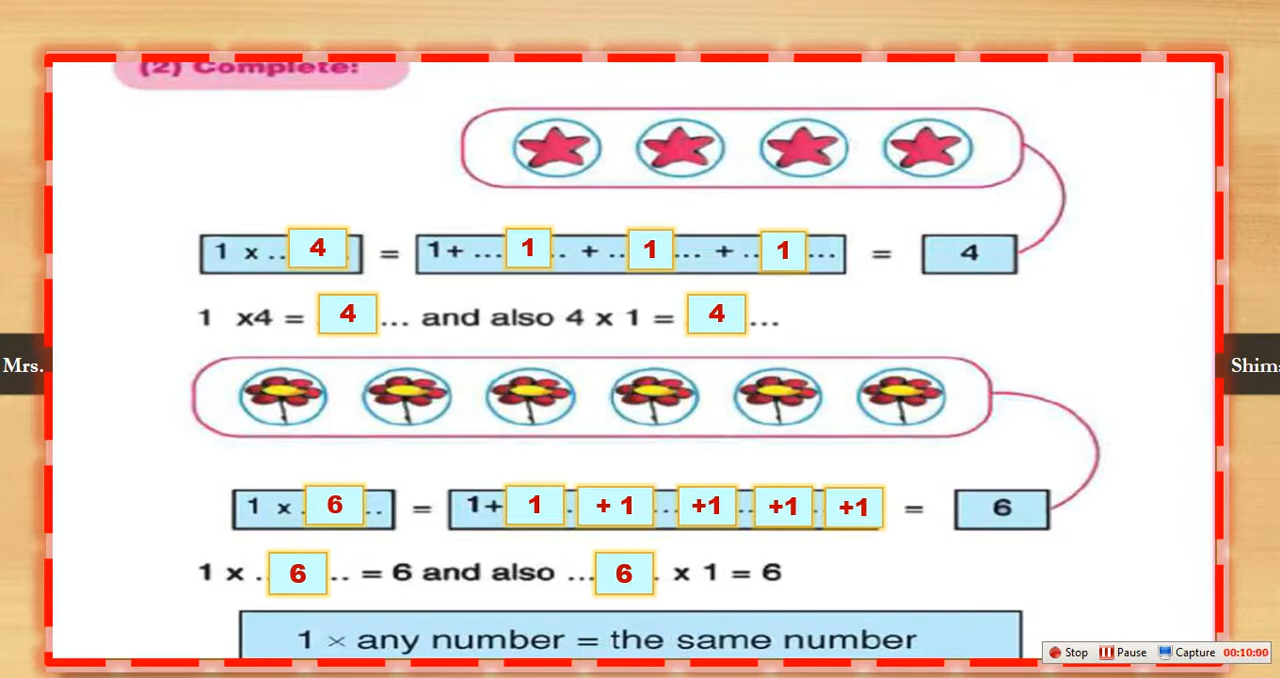 (2) Complete:
1 x .. 4 = 1+ ... 1 .. + .. 1 ... + .. 1 ... = 4
1 x4 = 4 ... and also 4 x 1 = 4 ...
Mrs.
Shim
1 x . 6 .. = 1+ 1 . + 1 ... +1 .. +1 . +1 = 6
1 x . 6 .. = 6 and also ... 6 . x 1 = 6
1 × any number = the same number
Stop Pause Capture 00:10:00